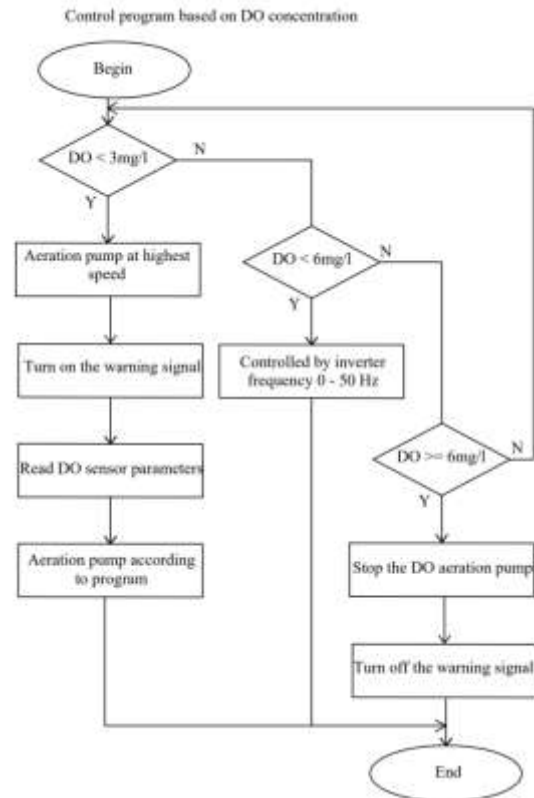 Control program based on DO concentration
Begin
DO < 3mg/l
N
Y
Aeration pump at highest
speed
Turn on the warning signal
Read DO sensor parameters
Aeration pump according
to program
DO < 6mg/l
N
Y
Controlled by inverter
frequency 0 - 50 Hz
DO >= 6mg/l
N
Y
Stop the DO aeration pump
Turn off the warning signal
End